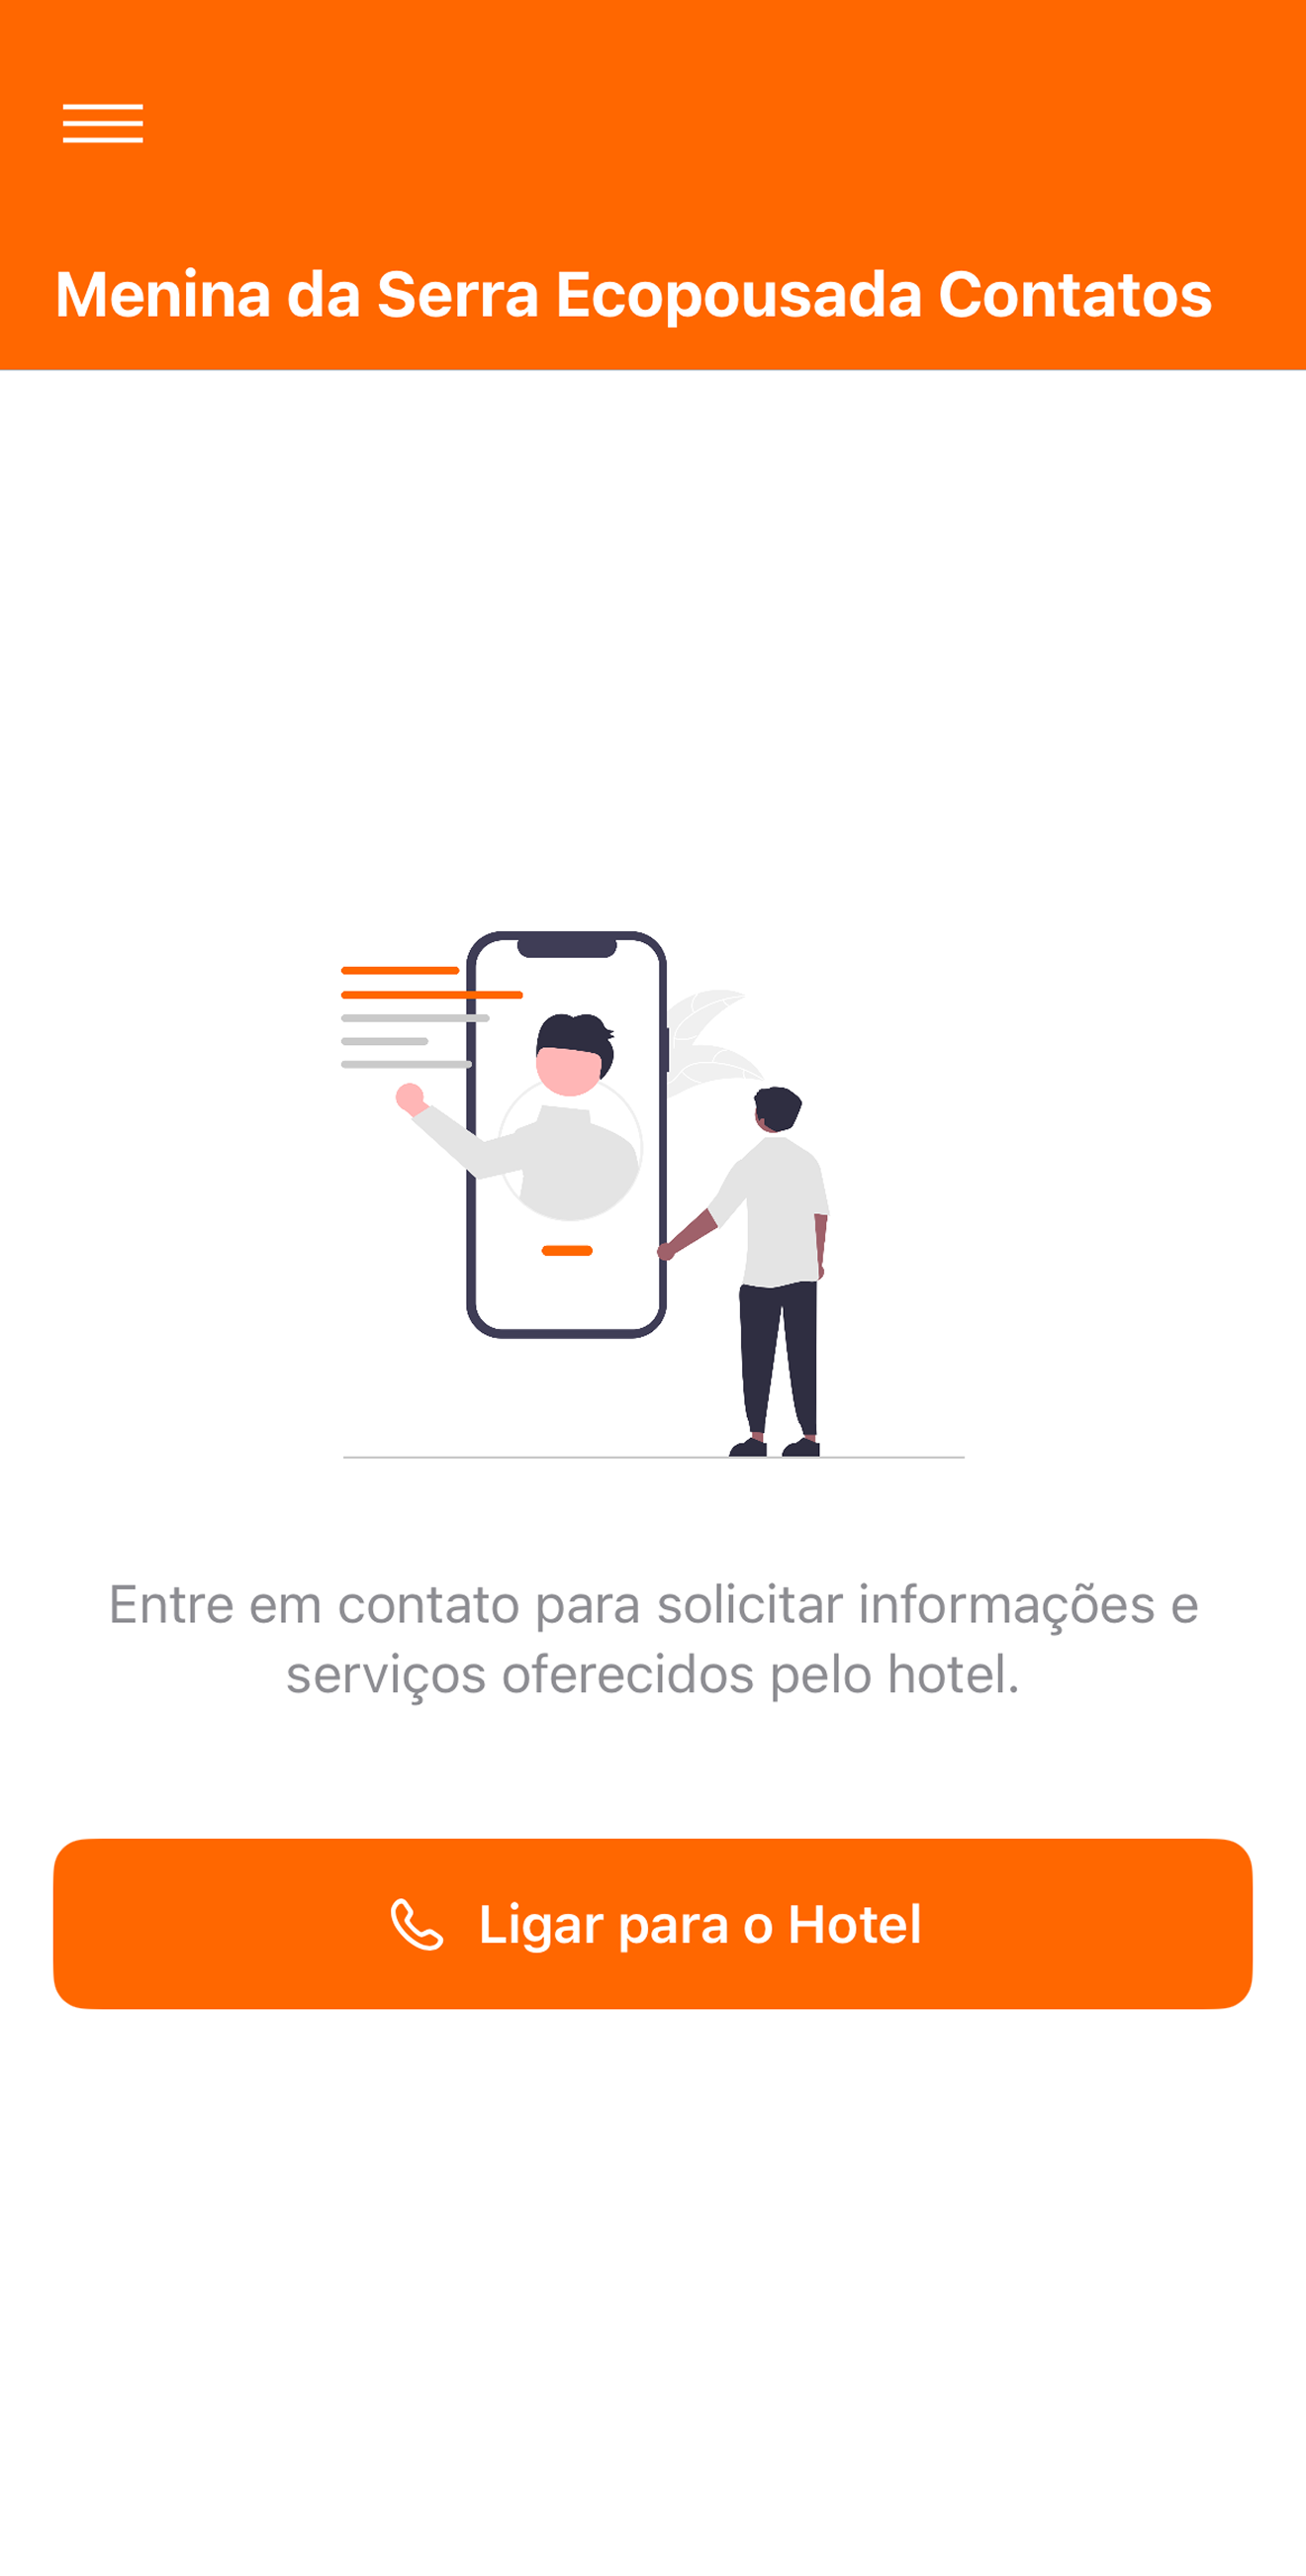 Menina da Serra Ecopousada Contatos
Entre em contato para solicitar informações e
serviços oferecidos pelo hotel.
Ligar para o Hotel